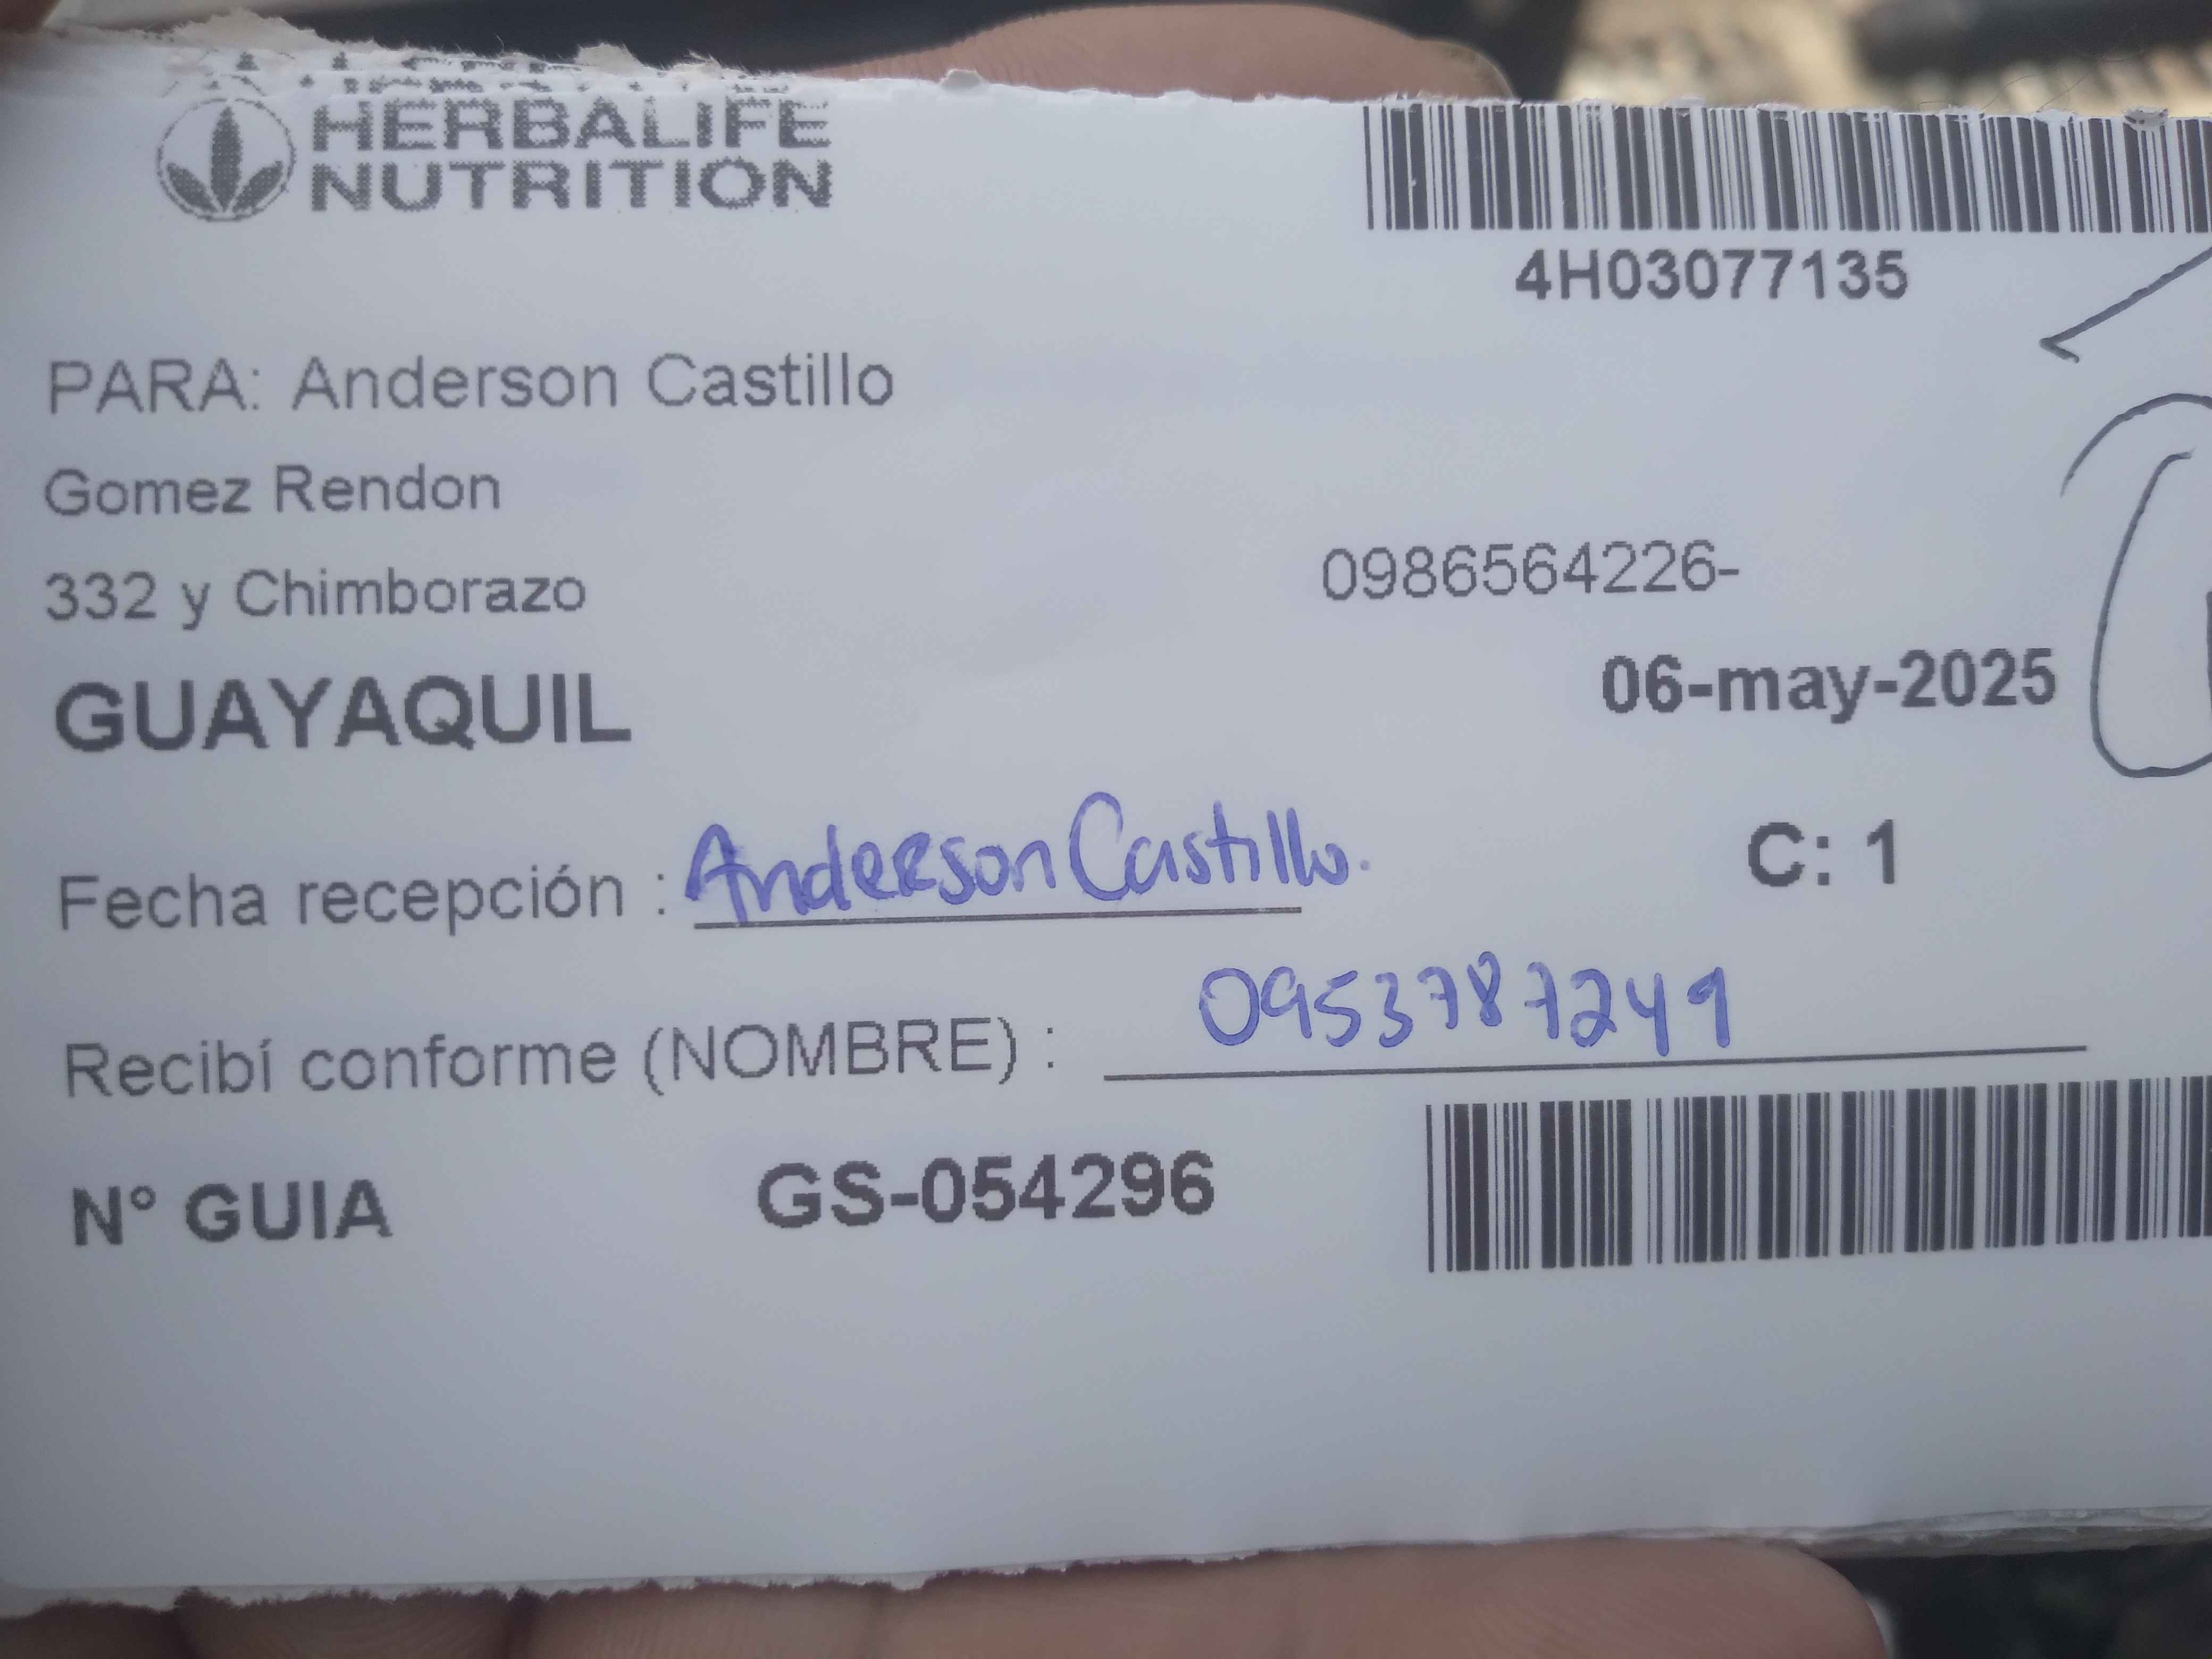 HERBALIFE
NUTRITION
4H03077135
PARA: Anderson Castillo
Gomez Rendon
332 y Chimborazo
0986564226-
GUAYAQUIL
06-may-2025
Fecha recepción : Anderson Castillo.
C: 1
Recibí conforme (NOMBRE) : 0953787249
N° GUIA GS-054296